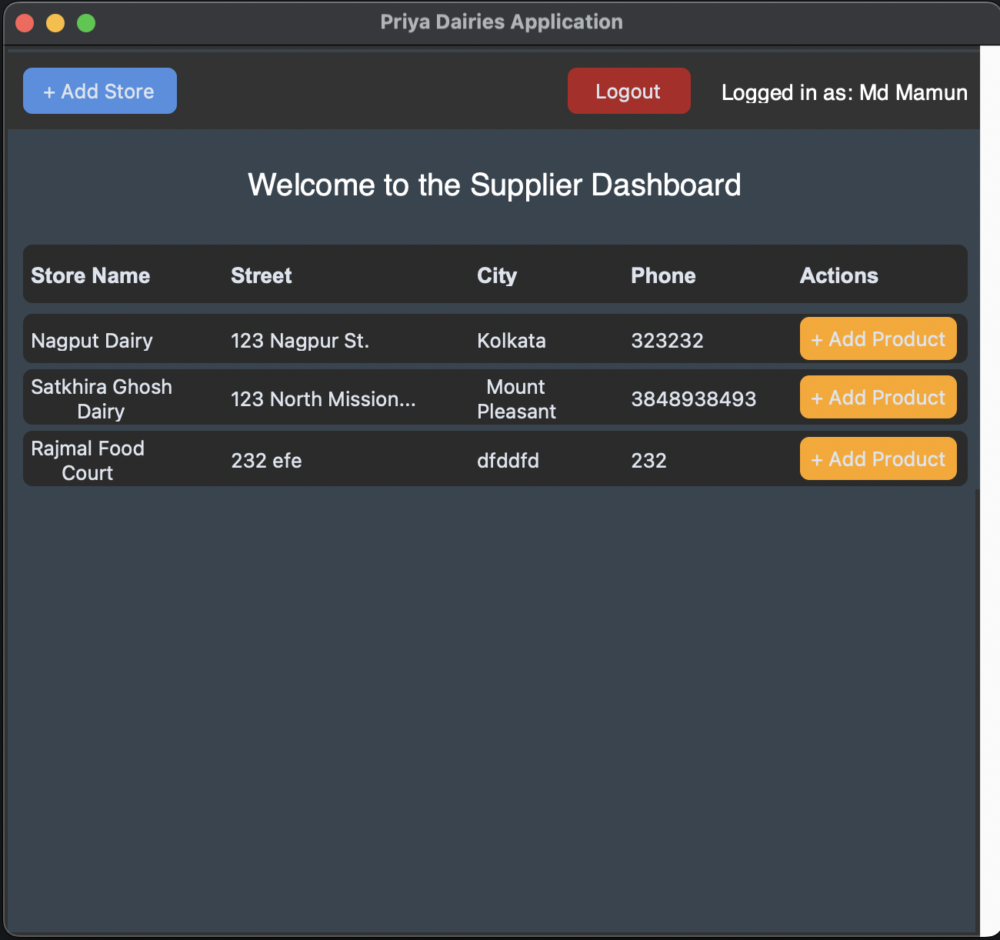 Priya Dairies Application
+ Add Store
Logout
Logged in as: Md Mamun
Welcome to the Supplier Dashboard
Store Name Street City Phone Actions
Nagput Dairy 123 Nagpur St. Kolkata 323232 + Add Product
Satkhira Ghosh
Dairy
123 North Mission...
Mount
Pleasant
3848938493
+ Add Product
Rajmal Food
Court
232 efe
dfddfd
232
+ Add Product